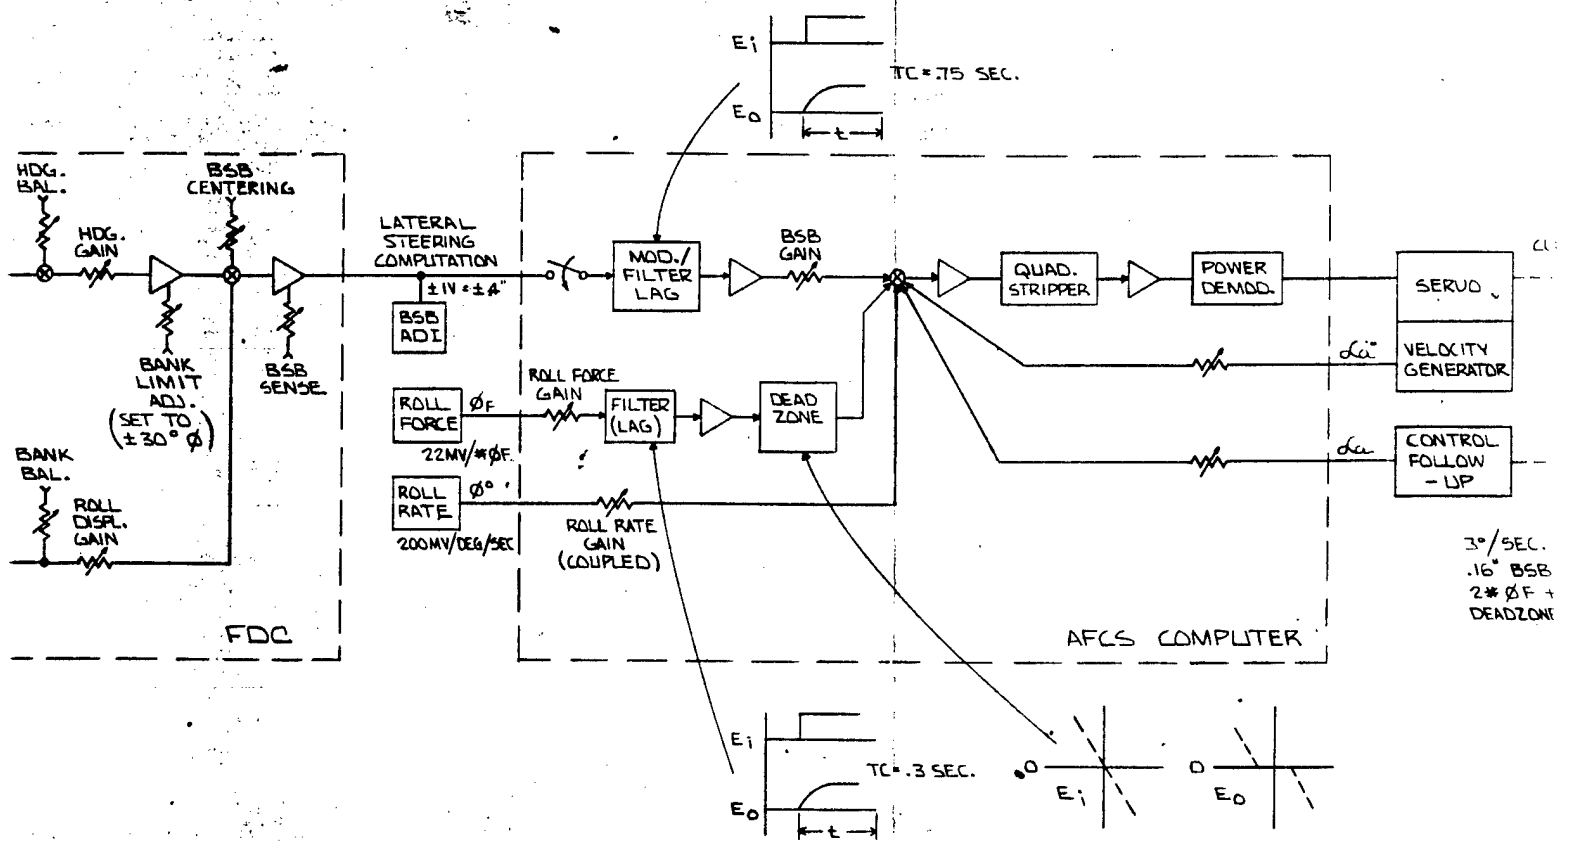 Ei
TC = .75 SEC.
Eo
t
HDG.
BAL.
BSB
CENTERING
HDG.
GAIN
LATERAL
STEERING
COMPUTATION
±1V = ±.4"
BSB
ADI
MOD./
FILTER
LAG
BSB
GAIN
QUAD.
STRIPPER
POWER
DEMOD.
SERVO
VELOCITY
GENERATOR
BANK
LIMIT
ADJ.
(SET TO
±30° Ø)
BSB
SENSE
ROLL FORCE
GAIN
ROLL
FORCE
ØF
22MV/#ØF
FILTER
(LAG)
DEAD
ZONE
CONTROL
FOLLOW
- UP
BANK
BAL.
ROLL
DISPL.
GAIN
ROLL
RATE
Ø°
200MV/DEG/SEC
ROLL RATE
GAIN
(COUPLED)
3°/SEC.
.16" BSB
2# ØF +
DEADZONE
FDC
AFCS COMPUTER
Ei
TC = .3 SEC.
Eo
t
0
Ei
0
Eo